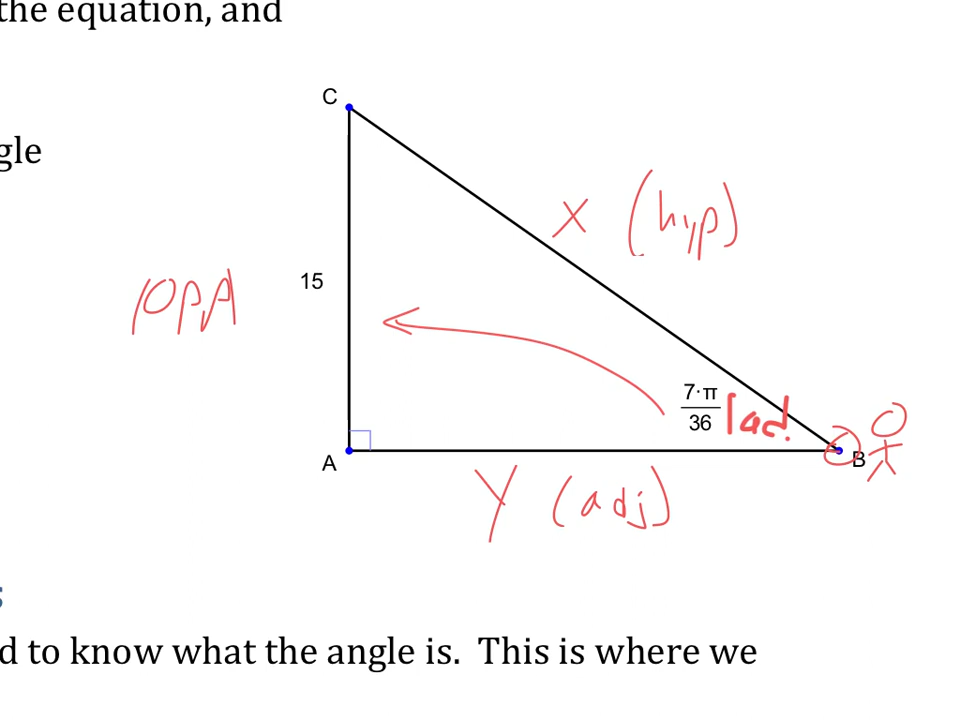 the equation, and
C
gle
X (hyp)
15
OPP
7·π
36
rad.
A
B
Y (adj)
s
d to know what the angle is. This is where we